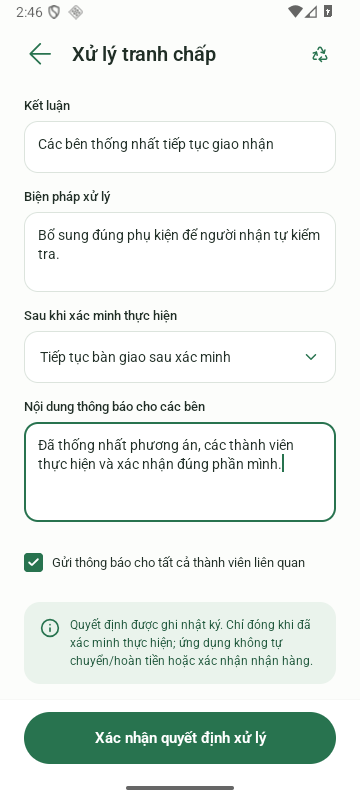 2:46
Xử lý tranh chấp
Kết luận
Các bên thống nhất tiếp tục giao nhận
Biện pháp xử lý
Bổ sung đúng phụ kiện để người nhận tự kiểm
tra.
Sau khi xác minh thực hiện
Tiếp tục bàn giao sau xác minh
Nội dung thông báo cho các bên
Đã thống nhất phương án, các thành viên
thực hiện và xác nhận đúng phần mình.
Gửi thông báo cho tất cả thành viên liên quan
Quyết định được ghi nhật ký. Chỉ đóng khi đã
xác minh thực hiện; ứng dụng không tự
chuyển/hoàn tiền hoặc xác nhận nhận hàng.
Xác nhận quyết định xử lý